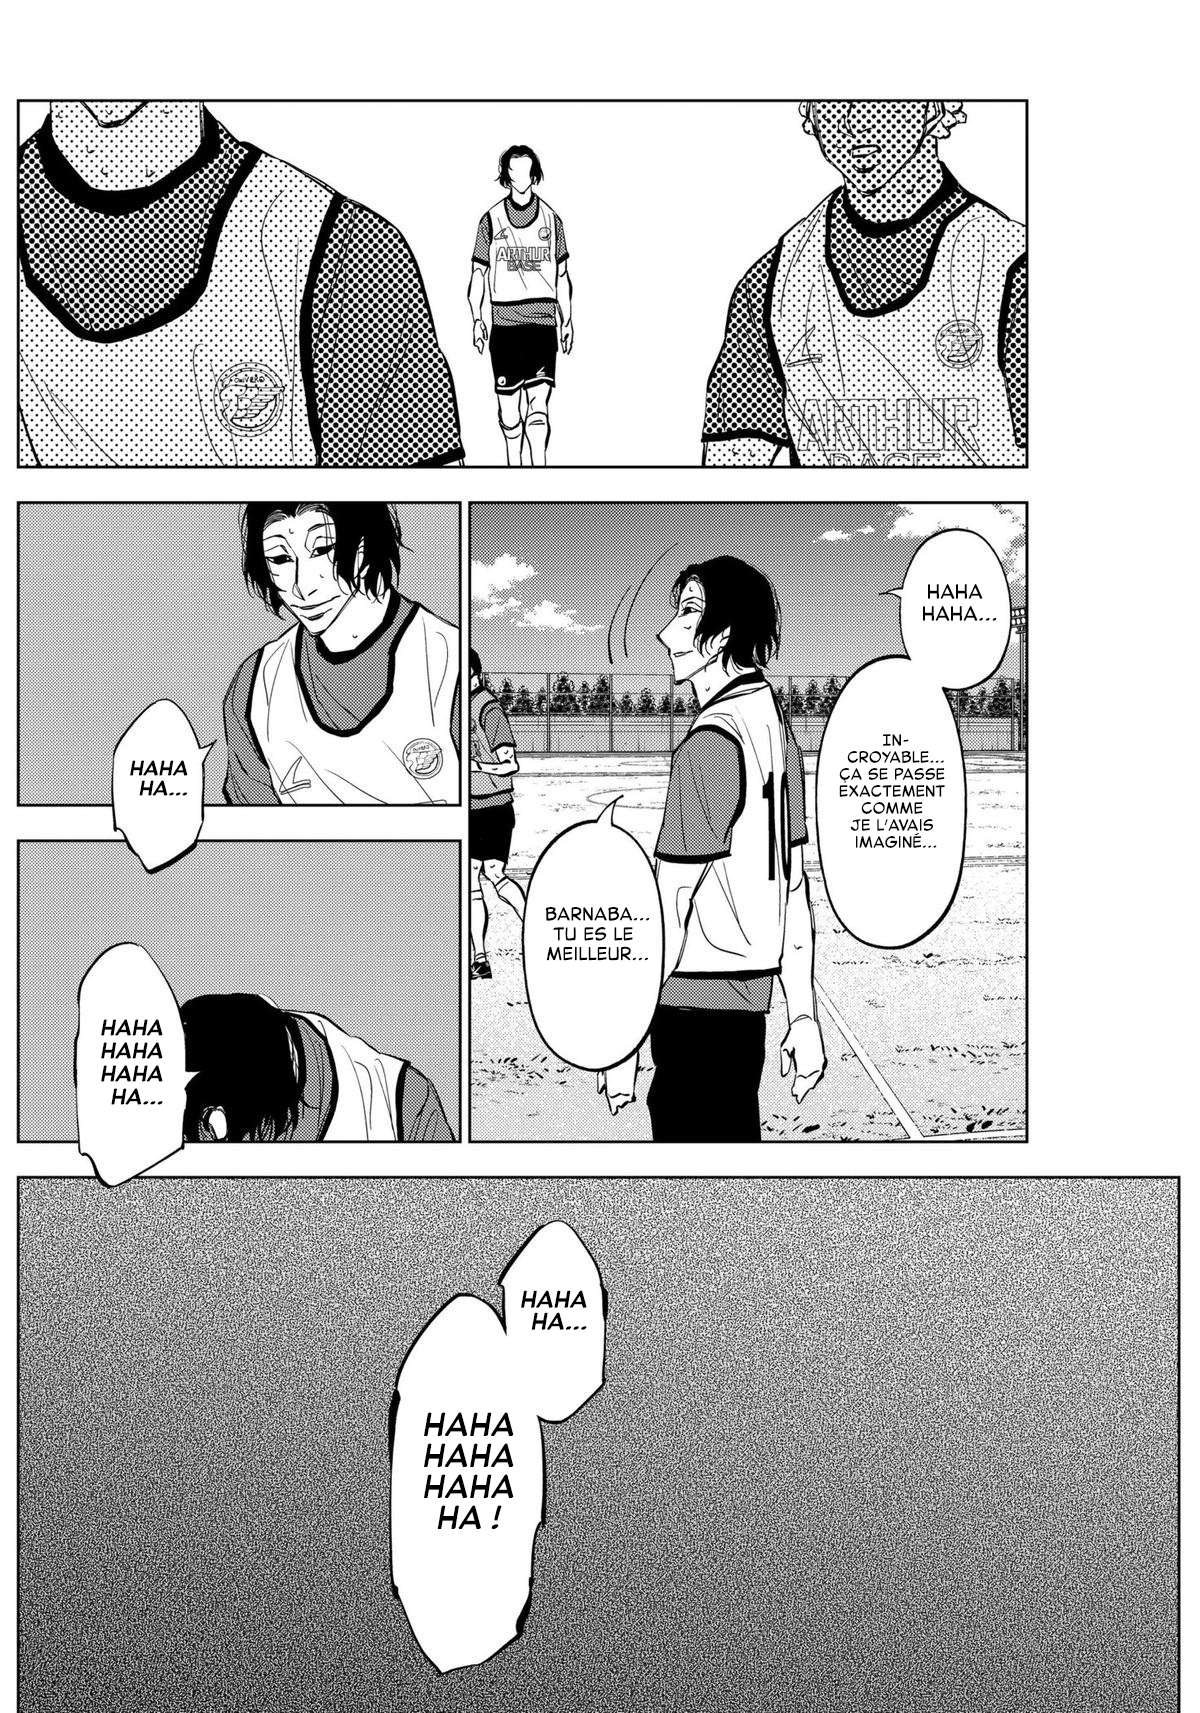 ARTHUR
BASE
ARTHUR
BASE
HAHA
HAHA...
IN-
CROYABLE...
ÇA SE PASSE
EXACTEMENT
COMME
JE L'AVAIS
IMAGINÉ...
10
BARNABA...
TU ES LE
MEILLEUR...
HAHA
HA...
HAHA
HAHA
HAHA
HA...
HAHA
HA...
HAHA
HAHA
HAHA
HA !